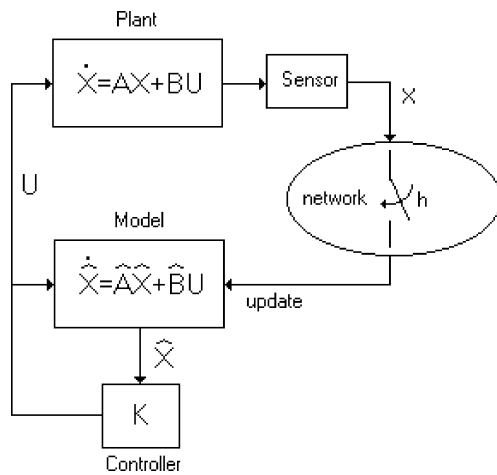 Plant
Ẋ=AX+BU
Sensor
X
network
h
U
Model
X̂̇=ÂX̂+B̂U
update
X̂
K
Controller